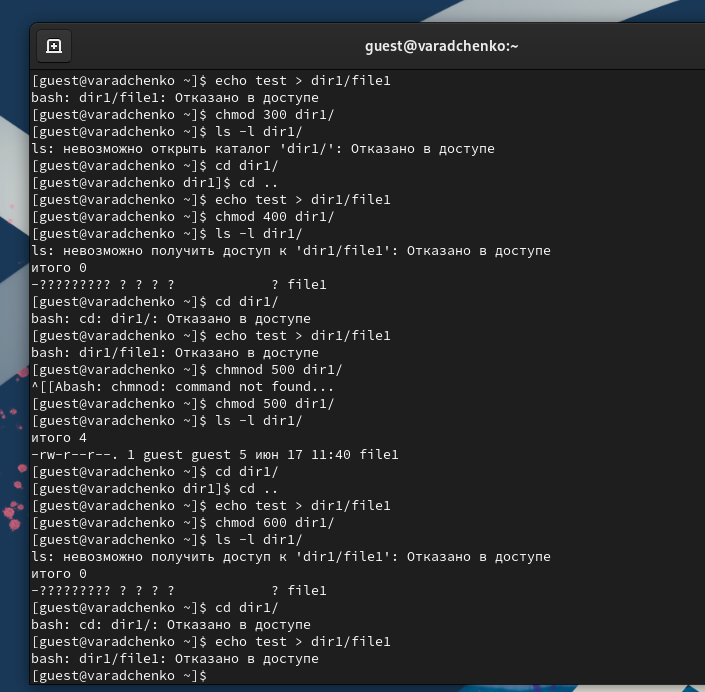 guest@varadchenko:~
[guest@varadchenko ~]$ echo test > dir1/file1
bash: dir1/file1: Отказано в доступе
[guest@varadchenko ~]$ chmod 300 dir1/
[guest@varadchenko ~]$ ls -l dir1/
ls: невозможно открыть каталог 'dir1/': Отказано в доступе
[guest@varadchenko ~]$ cd dir1/
[guest@varadchenko dir1]$ cd ..
[guest@varadchenko ~]$ echo test > dir1/file1
[guest@varadchenko ~]$ chmod 400 dir1/
[guest@varadchenko ~]$ ls -l dir1/
ls: невозможно получить доступ к 'dir1/file1': Отказано в доступе
итого 0
-????????? ? ? ? ?            ? file1
[guest@varadchenko ~]$ cd dir1/
bash: cd: dir1/: Отказано в доступе
[guest@varadchenko ~]$ echo test > dir1/file1
bash: dir1/file1: Отказано в доступе
[guest@varadchenko ~]$ chmnod 500 dir1/
^[[Abash: chmnod: command not found...
[guest@varadchenko ~]$ chmod 500 dir1/
[guest@varadchenko ~]$ ls -l dir1/
итого 4
-rw-r--r--. 1 guest guest 5 июн 17 11:40 file1
[guest@varadchenko ~]$ cd dir1/
[guest@varadchenko dir1]$ cd ..
[guest@varadchenko ~]$ echo test > dir1/file1
[guest@varadchenko ~]$ chmod 600 dir1/
[guest@varadchenko ~]$ ls -l dir1/
ls: невозможно получить доступ к 'dir1/file1': Отказано в доступе
итого 0
-????????? ? ? ? ?            ? file1
[guest@varadchenko ~]$ cd dir1/
bash: cd: dir1/: Отказано в доступе
[guest@varadchenko ~]$ echo test > dir1/file1
bash: dir1/file1: Отказано в доступе
[guest@varadchenko ~]$